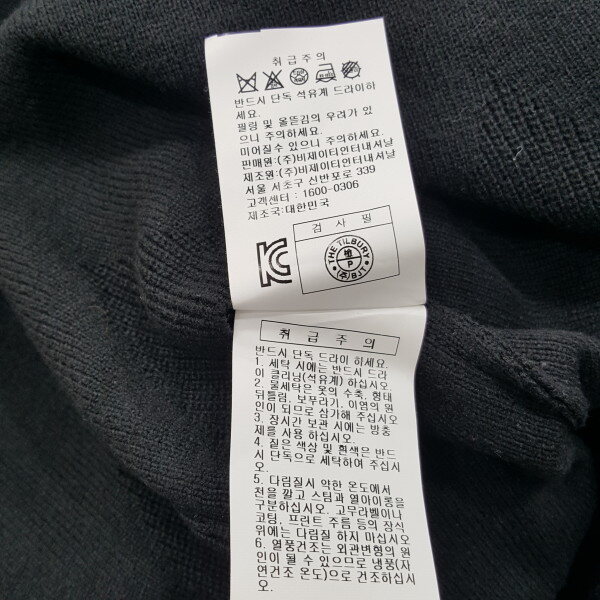 취급주의
반드시 단독 석유계 드라이하
세요.
필링 및 올뜯김의 우려가 있
으니 주의하세요.
미어질수 있으니 주의하세요.
판매원:(주)비제이티인터내셔날
제조원:(주)비제이티인터내셔날
서울 서초구 신반포로 339
고객센터 : 1600-0306
제조국:대한민국
검 사 필
THE TILBURY
P
(주)BJT
취 급 주 의
반드시 단독 드라이 하세요.
1. 세탁 시에는 반드시 드라
이 클리닝(석유계) 하십시오.
2. 물세탁은 옷의 수축, 형태
뒤틀림, 보푸라기, 이염의 원
인이 되므로 삼가해 주십시오.
3. 장시간 보관 시에는 방충
제를 사용 하십시오.
4. 짙은 색상 및 흰색은 반드
시 단독으로 세탁하여 주십시
오.
5. 다림질시 약한 온도에서
천을 깔고 스팀과 열아이롱을
구분하십시오. 고무라벨이나
코팅, 프린트 주름 등의 장식
위에는 다림질 하지 마십시오
6. 열풍건조는 외관변형의 원
인이 될 수 있으므로 냉풍(자
연건조 온도)으로 건조하십시
오.